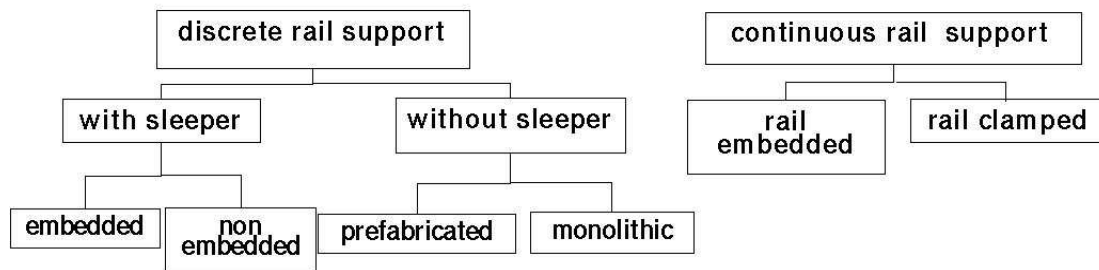 discrete rail support
continuous rail support
with sleeper
without sleeper
rail
embedded
rail clamped
embedded
non
embedded
prefabricated
monolithic